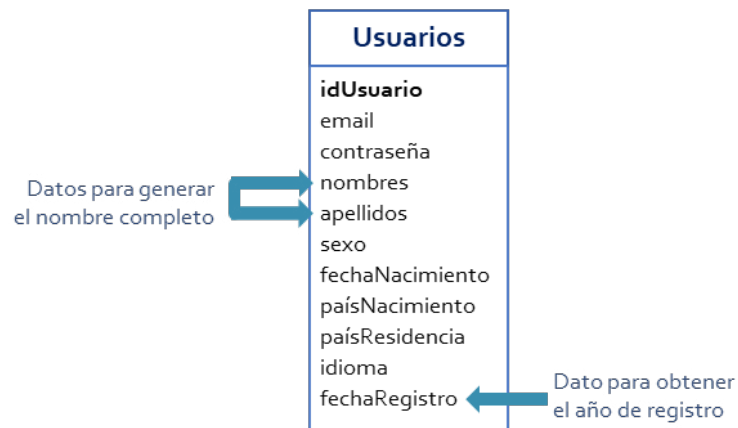 Usuarios
idUsuario
email
contraseña
nombres
apellidos
sexo
fechaNacimiento
paísNacimiento
paísResidencia
idioma
fechaRegistro
Datos para generar
el nombre completo
Dato para obtener
el año de registro